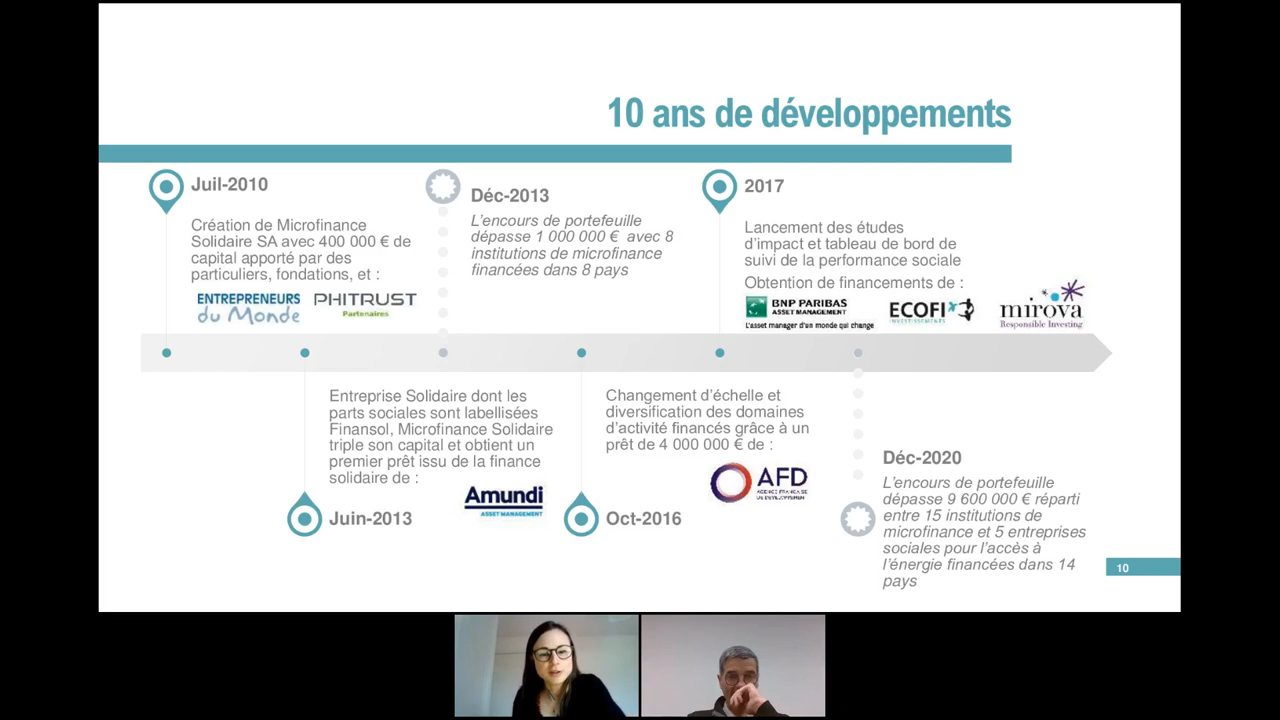 10 ans de développements
Juil-2010
Création de Microfinance
Solidaire SA avec 400 000 € de
capital apporté par des
particuliers, fondations, et :
ENTREPRENEURS
du Monde
PHITRUST
Partenaires
Déc-2013
L'encours de portefeuille
dépasse 1 000 000 € avec 8
institutions de microfinance
financées dans 8 pays
2017
Lancement des études
d'impact et tableau de bord de
suivi de la performance sociale
Obtention de financements de :
BNP PARIBAS
ASSET MANAGEMENT
L'asset manager d'un monde qui change
ECOFI
INVESTISSEMENTS
mirova
Responsible Investing
Entreprise Solidaire dont les
parts sociales sont labellisées
Finansol, Microfinance Solidaire
triple son capital et obtient un
premier prêt issu de la finance
solidaire de :
Amundi
ASSET MANAGEMENT
Juin-2013
Changement d'échelle et
diversification des domaines
d'activité financés grâce à un
prêt de 4 000 000 € de :
AFD
AGENCE FRANÇAISE
DE DÉVELOPPEMENT
Oct-2016
Déc-2020
L'encours de portefeuille
dépasse 9 600 000 € réparti
entre 15 institutions de
microfinance et 5 entreprises
sociales pour l'accès à
l'énergie financées dans 14
pays
10